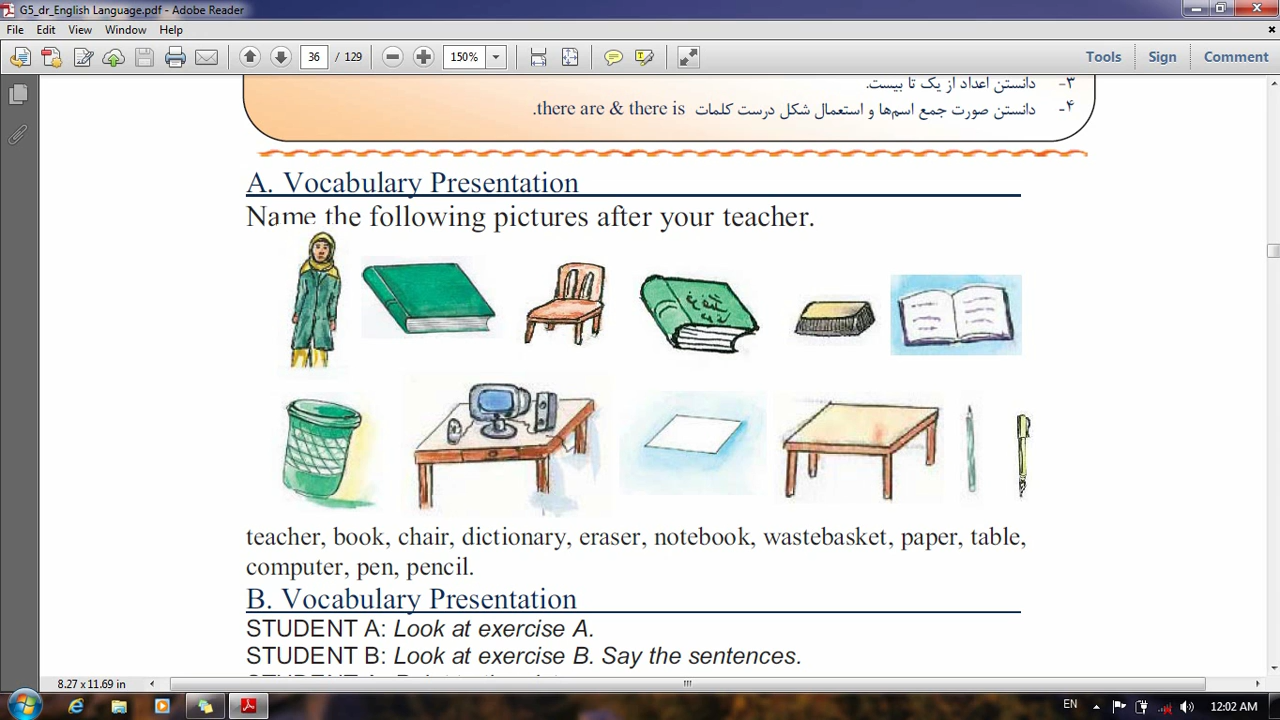 G5_dr_English Language.pdf - Adobe Reader
File Edit View Window Help
36 / 129 150% Tools Sign Comment
۳- دانستن اعداد از یک تا بیست.
۴- دانستن صورت جمع اسم‌ها و استعمال شکل درست کلمات there are & there is.
A. Vocabulary Presentation
Name the following pictures after your teacher.
teacher, book, chair, dictionary, eraser, notebook, wastebasket, paper, table,
computer, pen, pencil.
B. Vocabulary Presentation
STUDENT A: Look at exercise A.
STUDENT B: Look at exercise B. Say the sentences.
8.27 x 11.69 in
EN 12:02 AM